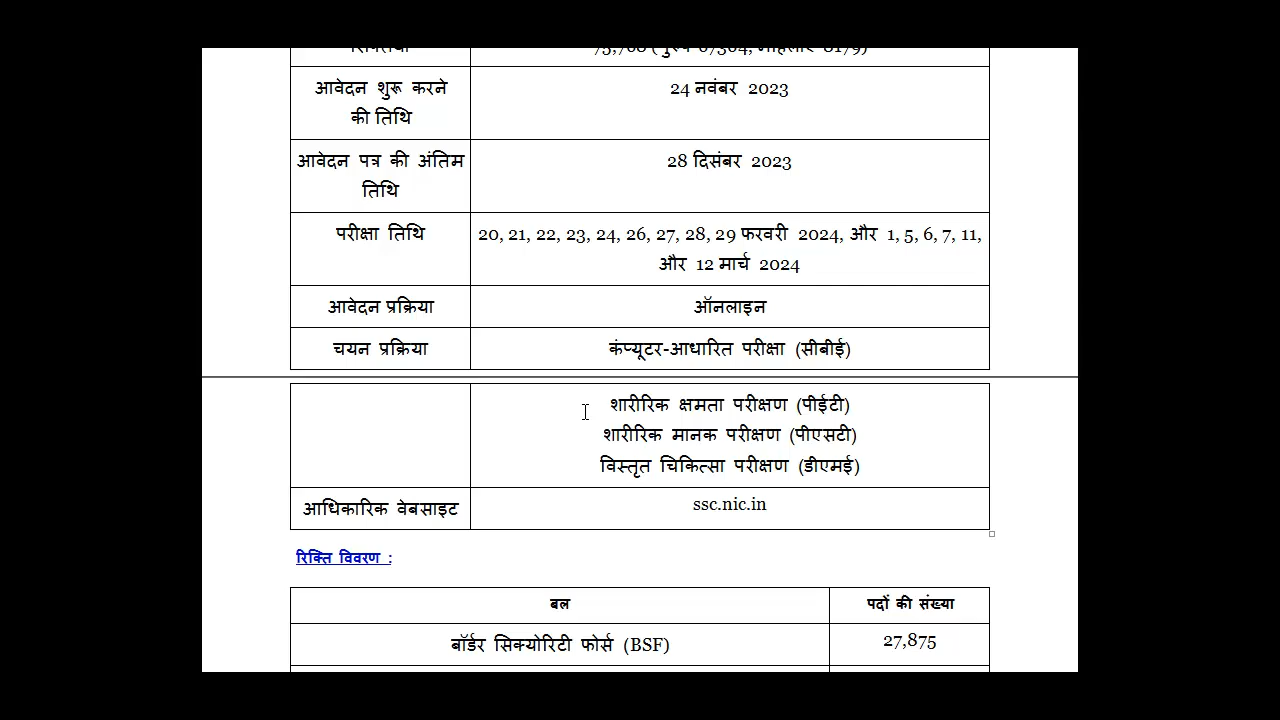 आवेदन शुरू करने 24 नवंबर 2023
की तिथि
आवेदन पत्र की अंतिम 28 दिसंबर 2023
तिथि
परीक्षा तिथि 20, 21, 22, 23, 24, 26, 27, 28, 29 फरवरी 2024, और 1, 5, 6, 7, 11,
और 12 मार्च 2024
आवेदन प्रक्रिया ऑनलाइन
चयन प्रक्रिया कंप्यूटर-आधारित परीक्षा (सीबीई)
शारीरिक क्षमता परीक्षण (पीईटी)
शारीरिक मानक परीक्षण (पीएसटी)
विस्तृत चिकित्सा परीक्षण (डीएमई)
आधिकारिक वेबसाइट ssc.nic.in
रिक्ति विवरण :
बल पदों की संख्या
बॉर्डर सिक्योरिटी फोर्स (BSF) 27,875